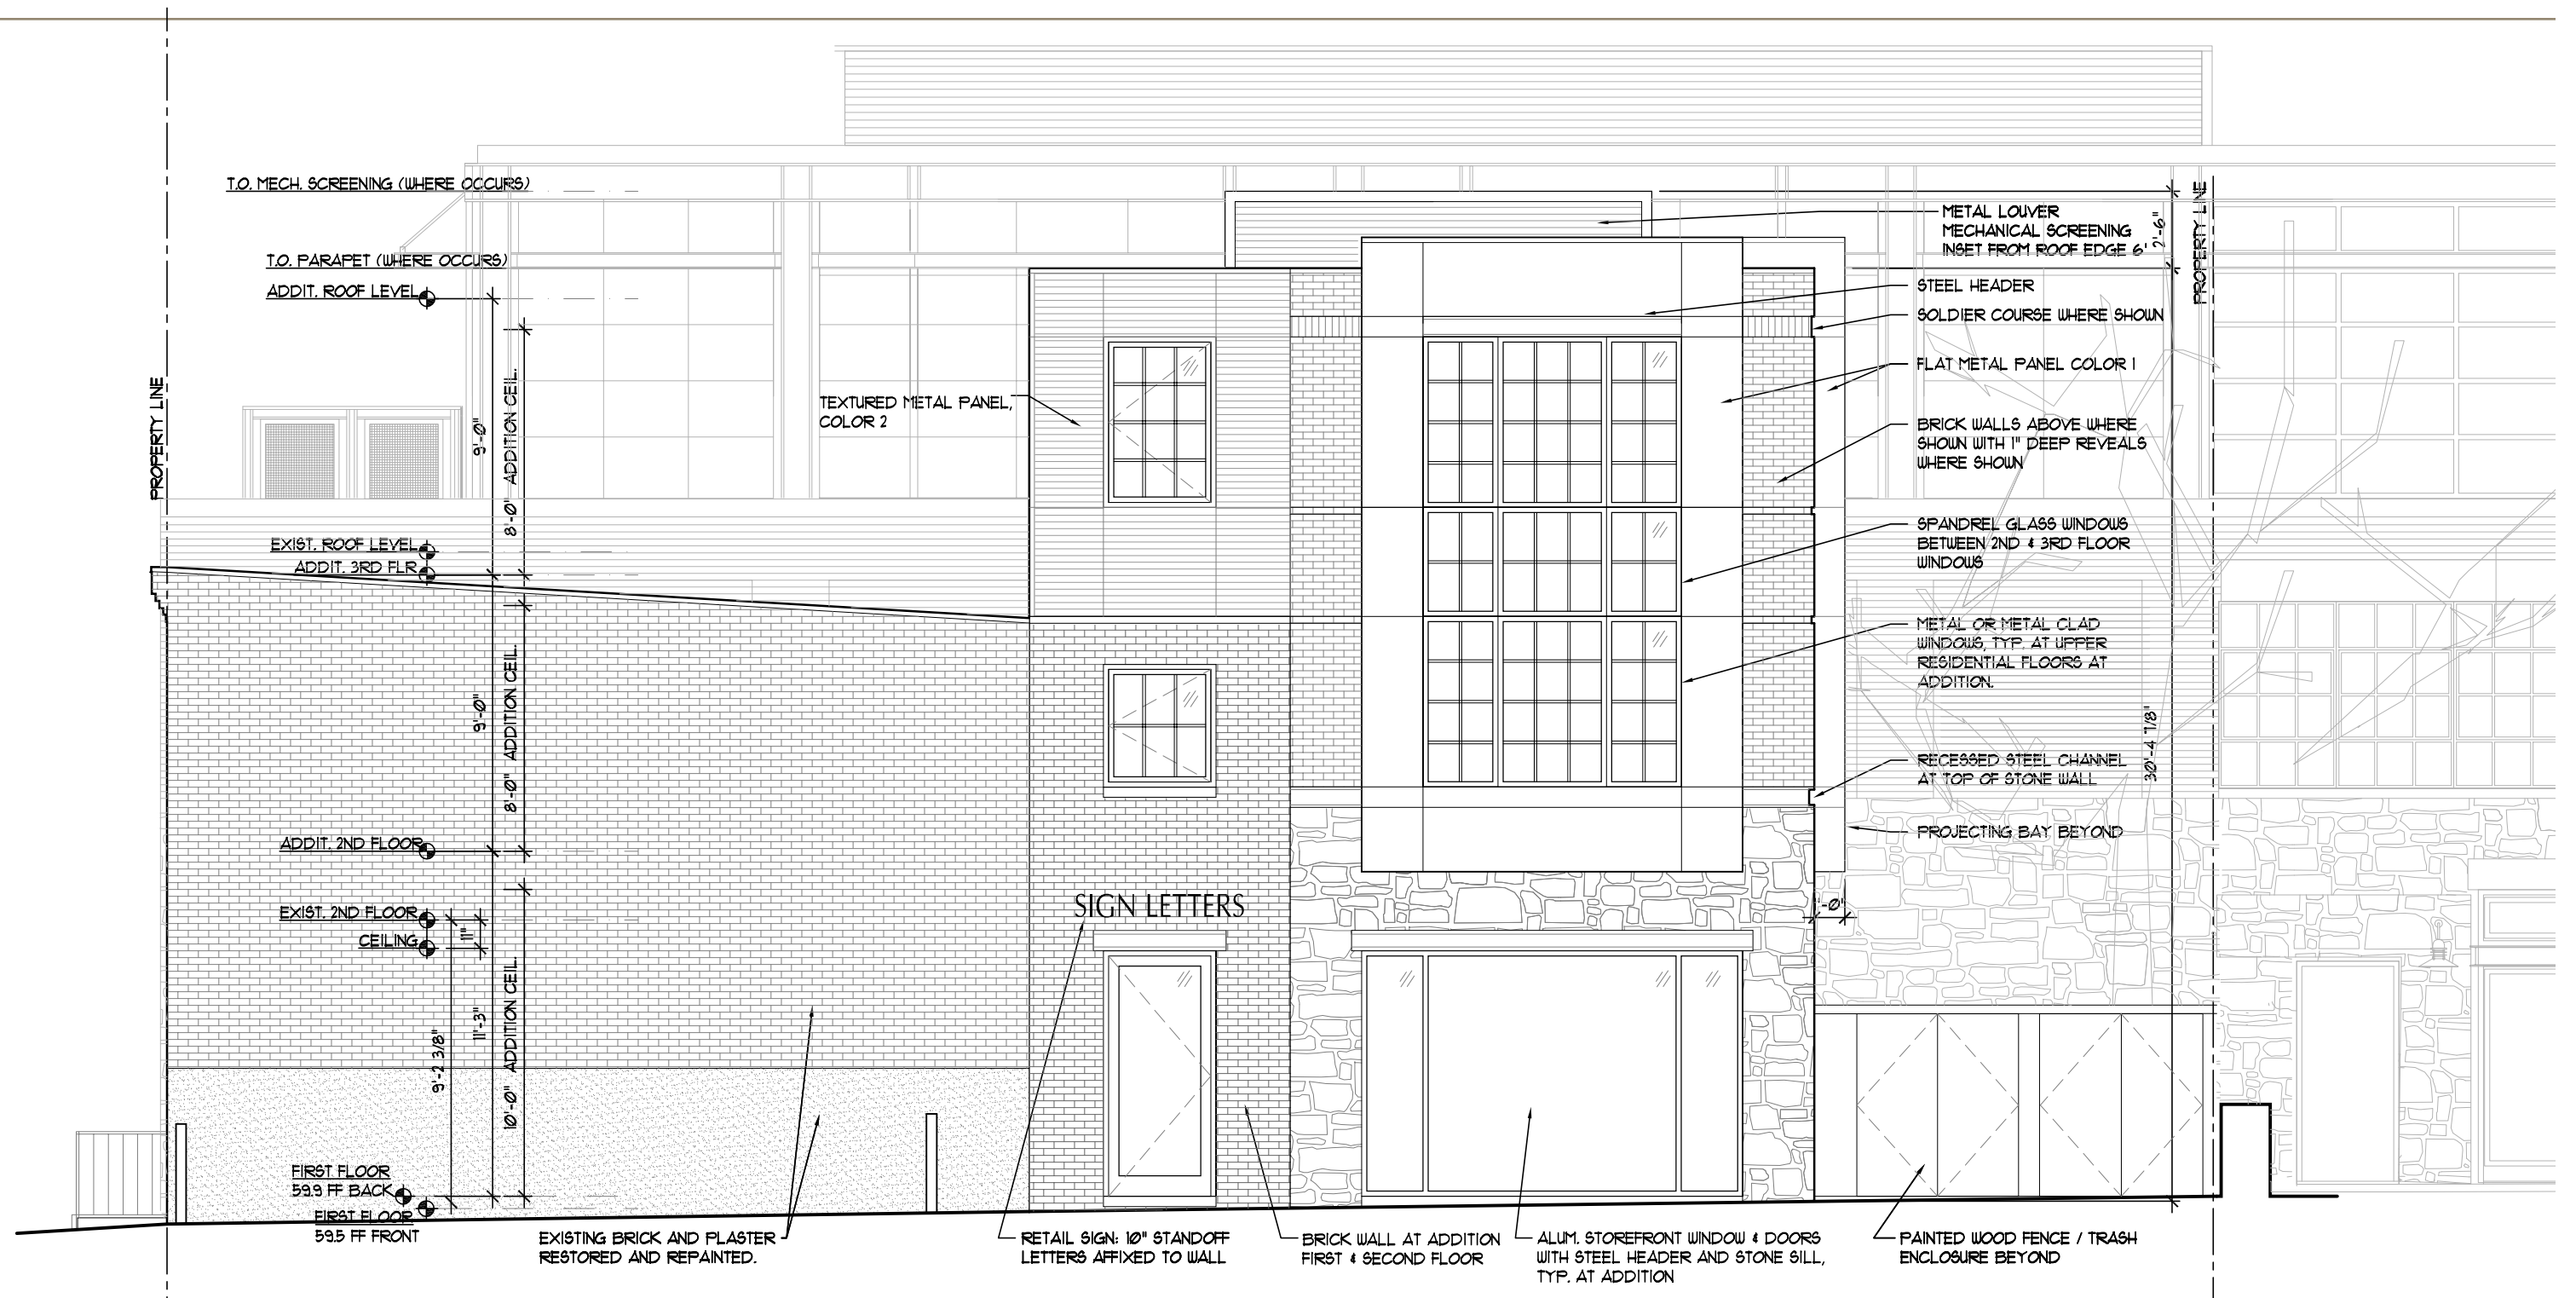 T.O. MECH. SCREENING (WHERE OCCURS)
T.O. PARAPET (WHERE OCCURS)
ADDIT. ROOF LEVEL
PROPERTY LINE
9'-0"
8'-0" ADDITION CEIL.
EXIST. ROOF LEVEL
ADDIT. 3RD FLR
9'-0"
8'-0" ADDITION CEIL.
ADDIT. 2ND FLOOR
EXIST. 2ND FLOOR
CEILING
11"
9'-2 3/8"
11'-3"
10'-0" ADDITION CEIL.
FIRST FLOOR
59.9 FF BACK
FIRST FLOOR
59.5 FF FRONT
TEXTURED METAL PANEL,
COLOR 2
SIGN LETTERS
METAL LOUVER
MECHANICAL SCREENING
INSET FROM ROOF EDGE 6'
2'-6"
PROPERTY LINE
STEEL HEADER
SOLDIER COURSE WHERE SHOWN
FLAT METAL PANEL COLOR 1
BRICK WALLS ABOVE WHERE
SHOWN WITH 1" DEEP REVEALS
WHERE SHOWN
SPANDREL GLASS WINDOWS
BETWEEN 2ND & 3RD FLOOR
WINDOWS
METAL OR METAL CLAD
WINDOWS, TYP. AT UPPER
RESIDENTIAL FLOORS AT
ADDITION.
30'-4 7/8"
RECESSED STEEL CHANNEL
AT TOP OF STONE WALL
PROJECTING BAY BEYOND
EXISTING BRICK AND PLASTER
RESTORED AND REPAINTED.
RETAIL SIGN: 10" STANDOFF
LETTERS AFFIXED TO WALL
BRICK WALL AT ADDITION
FIRST & SECOND FLOOR
ALUM. STOREFRONT WINDOW & DOORS
WITH STEEL HEADER AND STONE SILL,
TYP. AT ADDITION
PAINTED WOOD FENCE / TRASH
ENCLOSURE BEYOND